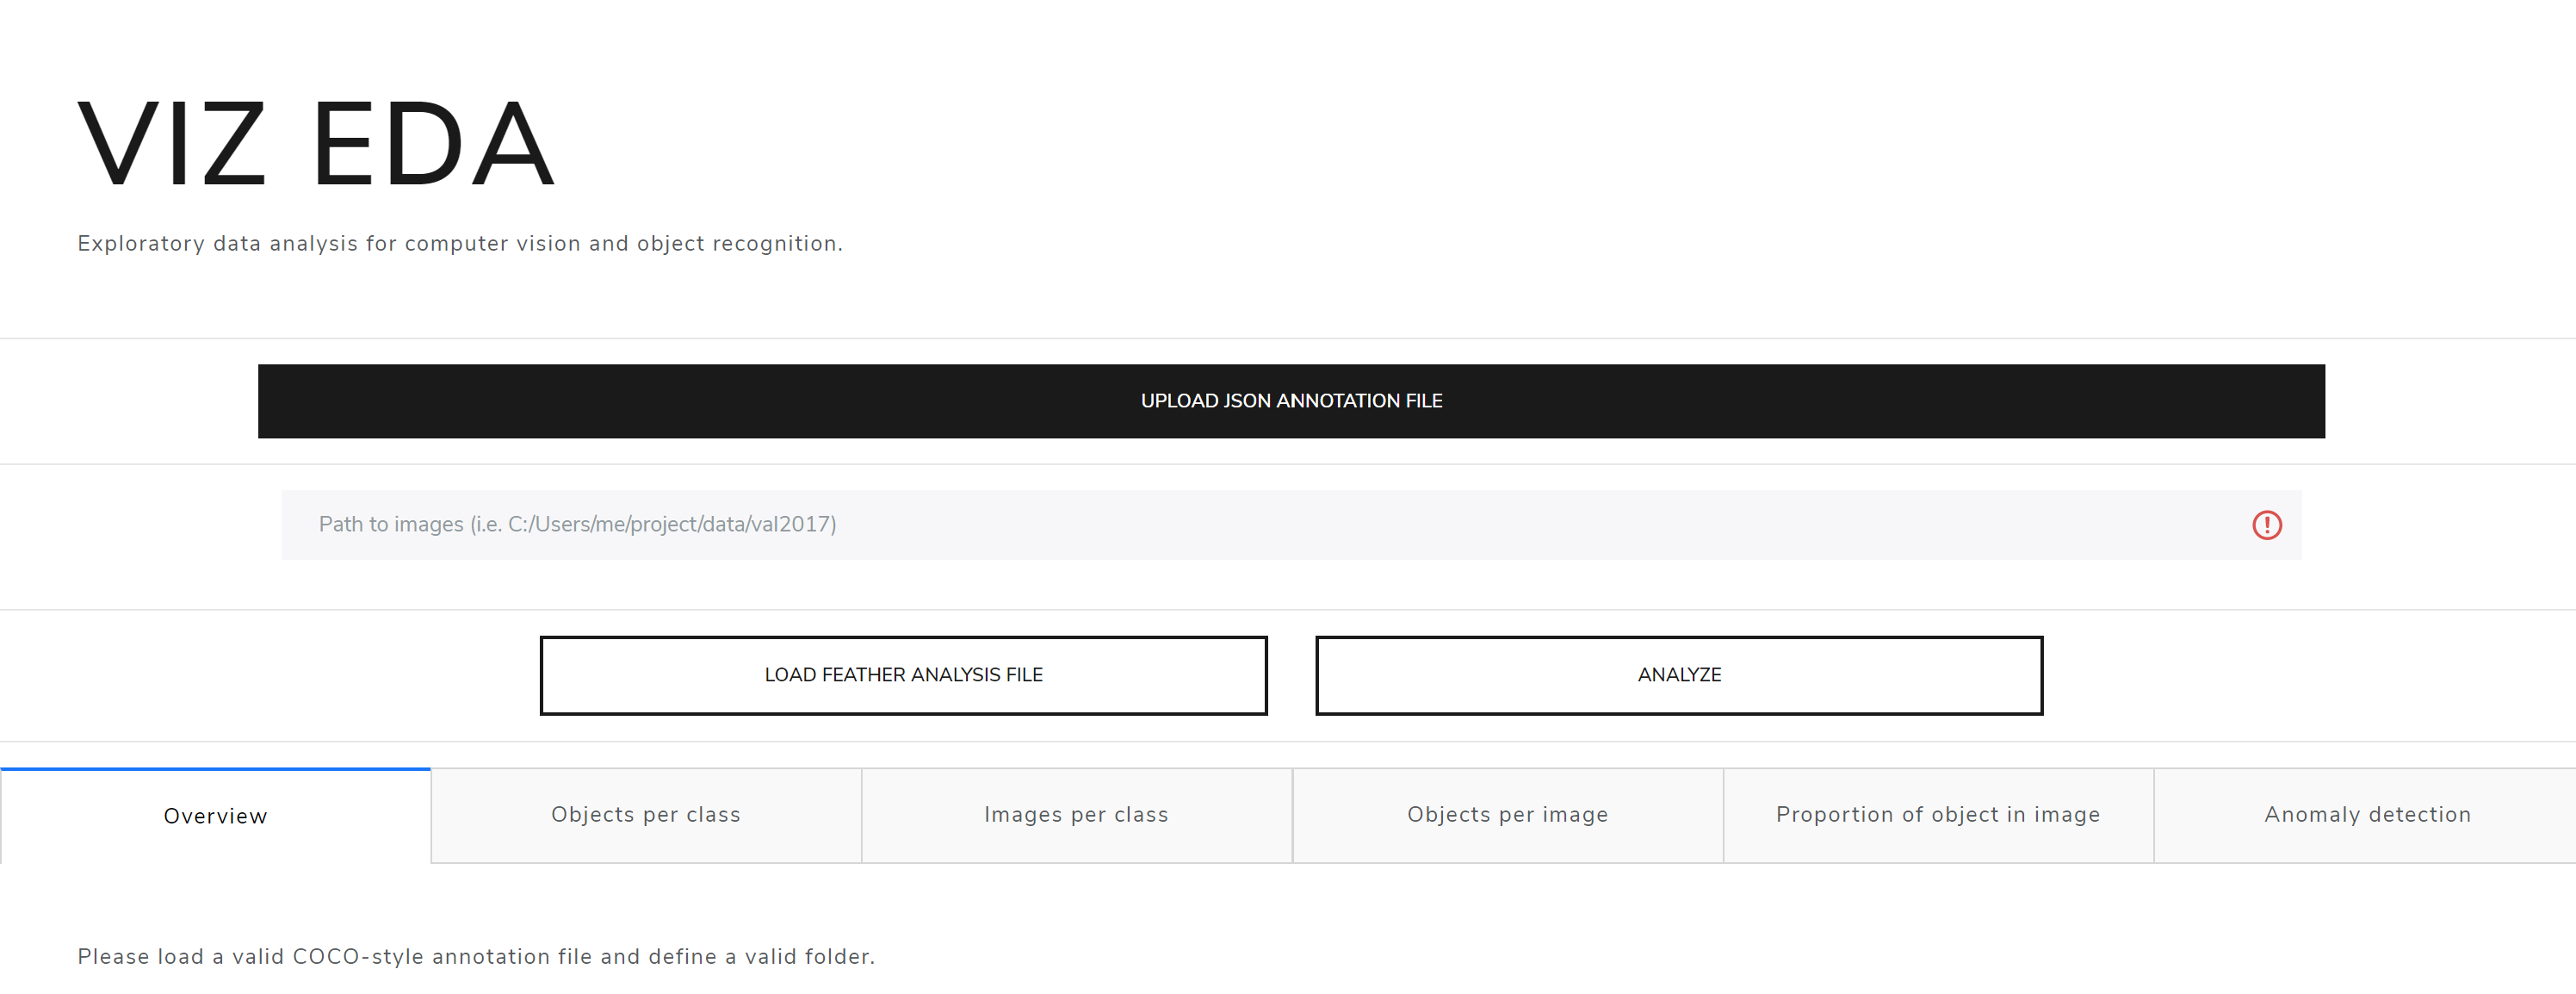 VIZ EDA
Exploratory data analysis for computer vision and object recognition.
UPLOAD JSON ANNOTATION FILE
Path to images (i.e. C:/Users/me/project/data/val2017)
LOAD FEATHER ANALYSIS FILE
ANALYZE
Overview
Objects per class
Images per class
Objects per image
Proportion of object in image
Anomaly detection
Please load a valid COCO-style annotation file and define a valid folder.